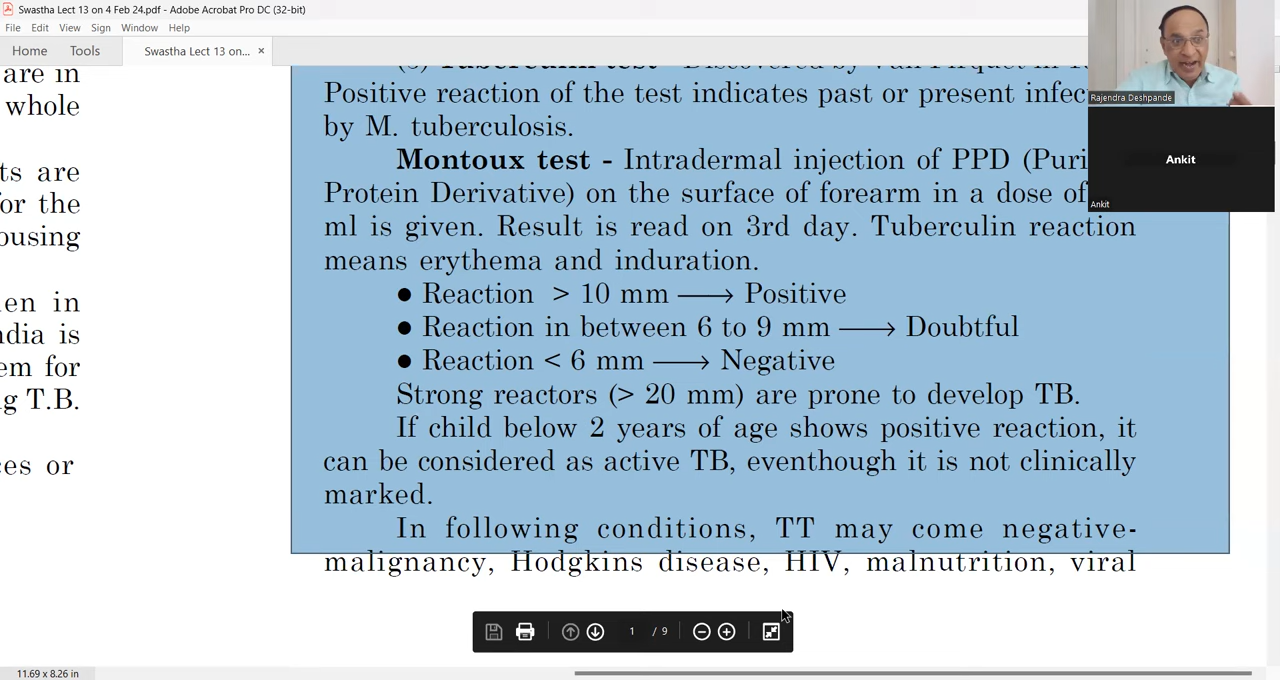 Swastha Lect 13 on 4 Feb 24.pdf - Adobe Acrobat Pro DC (32-bit)
File Edit View Sign Window Help
Home Tools Swastha Lect 13 on... ×
are in
whole
ts are
for the
ousing
en in
ndia is
em for
g T.B.
ces or
Positive reaction of the test indicates past or present infec
by M. tuberculosis.
Montoux test - Intradermal injection of PPD (Puri
Protein Derivative) on the surface of forearm in a dose of
ml is given. Result is read on 3rd day. Tuberculin reaction
means erythema and induration.
● Reaction > 10 mm ⟶ Positive
● Reaction in between 6 to 9 mm ⟶ Doubtful
● Reaction < 6 mm ⟶ Negative
Strong reactors (> 20 mm) are prone to develop TB.
If child below 2 years of age shows positive reaction, it
can be considered as active TB, eventhough it is not clinically
marked.
In following conditions, TT may come negative-
malignancy, Hodgkins disease, HIV, malnutrition, viral
Rajendra Deshpande
Ankit
Ankit
1 / 9
11.69 x 8.26 in